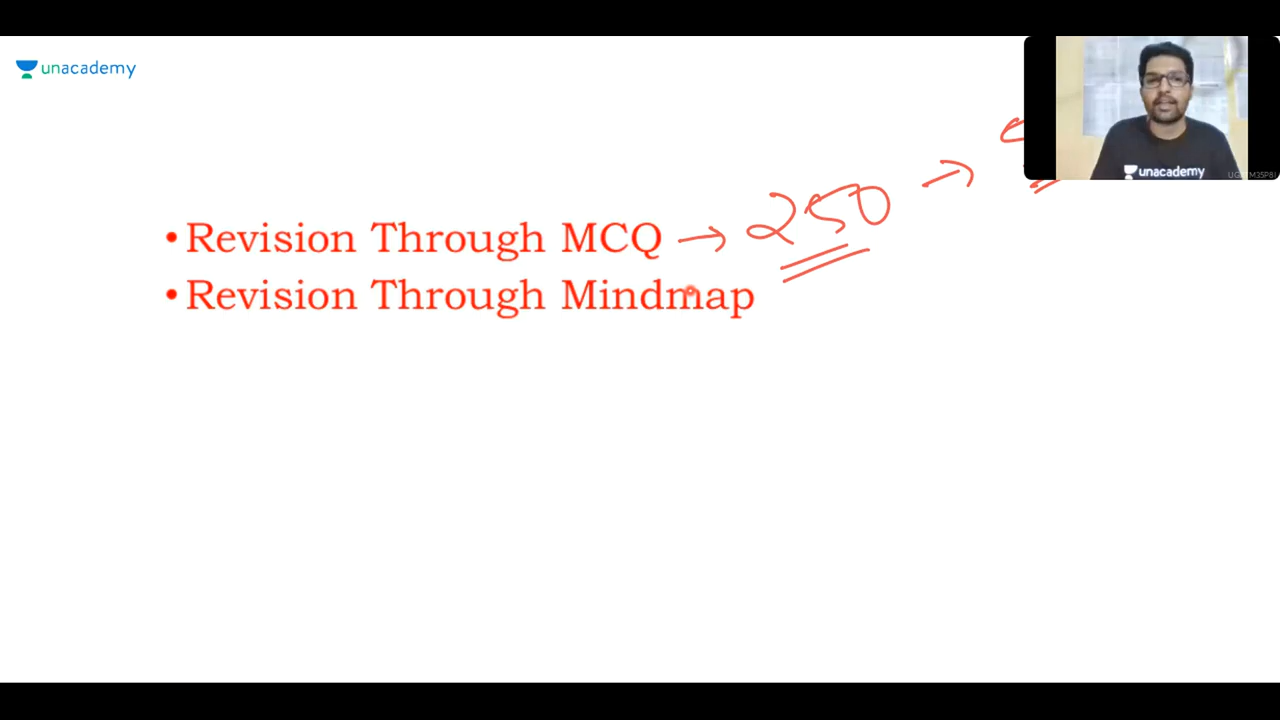 unacademy
unacademy
• Revision Through MCQ → 250 →
• Revision Through Mindmap